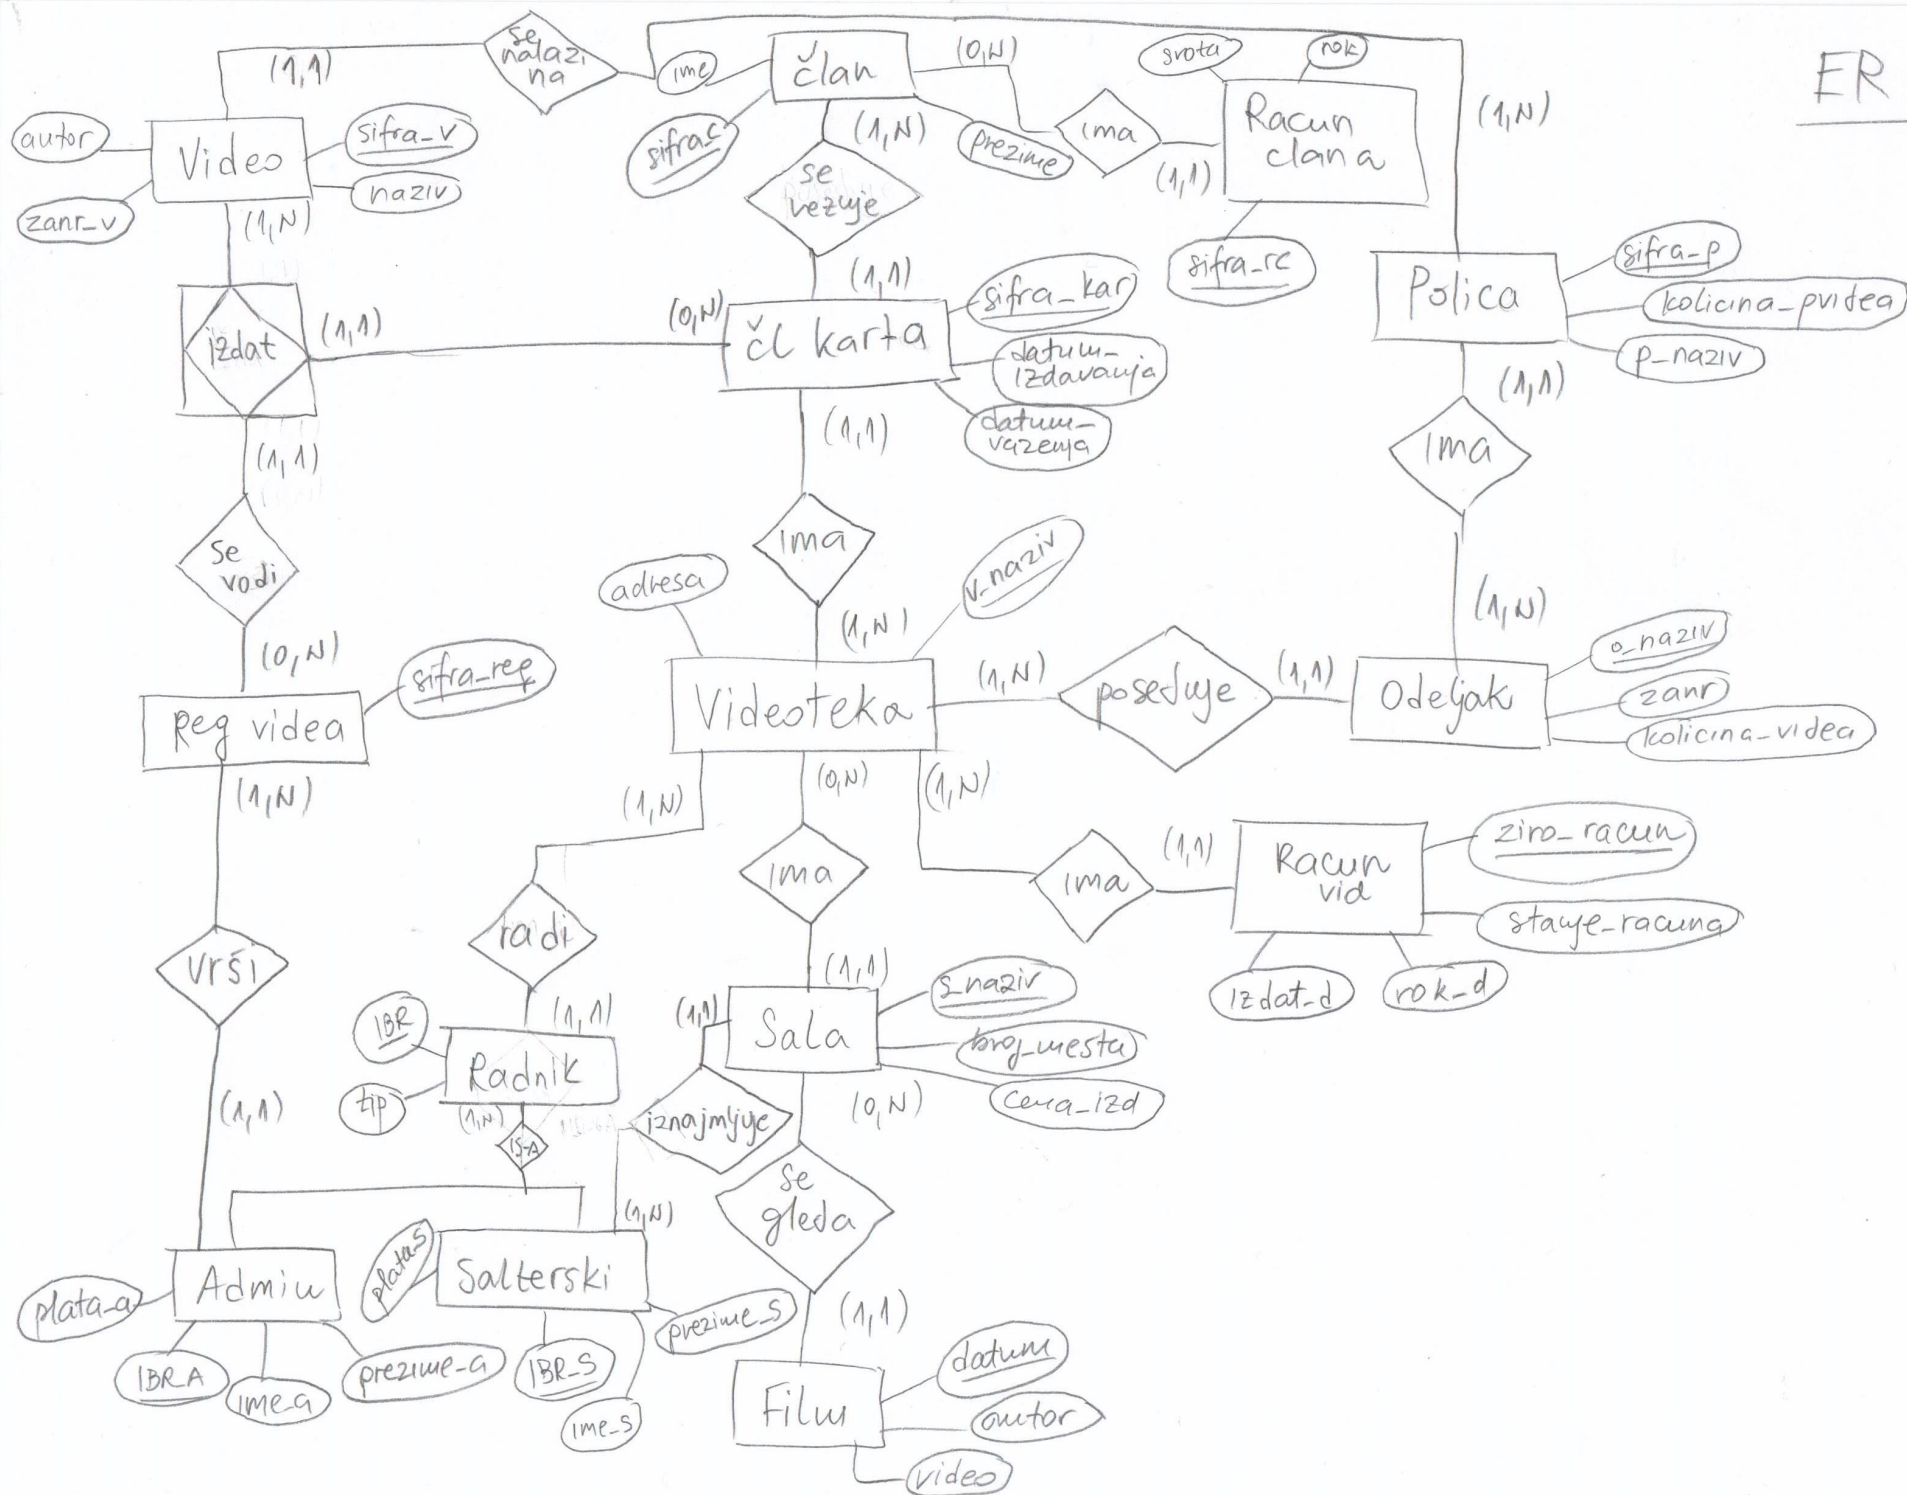 ER
se
nalazi
na
(1,1)
(1,N)
Video
autor
zanr_v
sifra_v
naziv
(1,N)
Član
ime
sifra_c
prezime
(0,N)
ima
(1,1)
Racun
clana
svota
rok
sifra_rc
(1,N)
se
vezuje
(1,1)
Čl karta
sifra_kar
datum_
izdavanja
datum_
vazenja
(0,N)
(1,1)
izdat
(1,1)
se
vodi
(0,N)
Reg videa
sifra_reg
(1,N)
vrši
(1,1)
Polica
sifra_p
kolicina_pvidea
p_naziv
(1,1)
ima
(1,N)
Odeljak
o_naziv
zanr
kolicina_videa
(1,1)
poseduje
(1,N)
(1,1)
ima
(1,N)
Videoteka
adresa
v_naziv
(1,N)
(0,N)
(1,N)
radi
(1,1)
ima
(1,1)
ima
(1,1)
Racun
vid
ziro_racun
stanje_racuna
izdat_d
rok_d
Radnik
IBR
tip
(1,N)
IS-A
Sala
s_naziv
broj_mesta
cena_izd
(1,1)
iznajmljuje
(1,N)
(0,N)
se
gleda
(1,1)
Admin
plata_a
IBR_A
ime_a
prezime_a
Salterski
plata_s
IBR_S
ime_s
prezime_s
Film
datum
autor
video